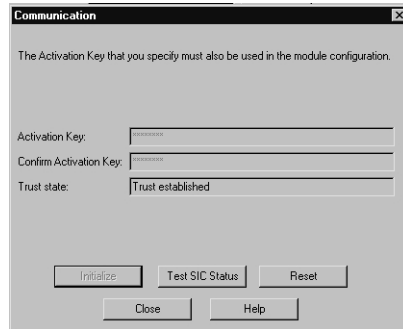 Communication
The Activation Key that you specify must also be used in the module configuration.
Activation Key: ××××××××
Confirm Activation Key: ××××××××
Trust state: Trust established
Initialize Test SIC Status Reset
Close Help